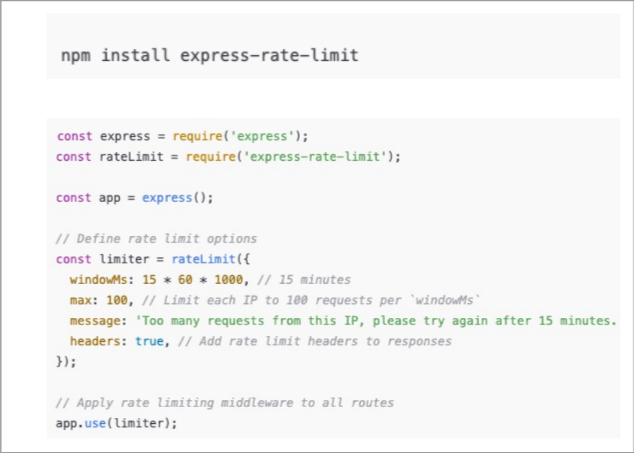 npm install express-rate-limit
const express = require('express');
const rateLimit = require('express-rate-limit');
const app = express();
// Define rate limit options
const limiter = rateLimit({
  windowMs: 15 * 60 * 1000, // 15 minutes
  max: 100, // Limit each IP to 100 requests per `windowMs`
  message: 'Too many requests from this IP, please try again after 15 minutes.
  headers: true, // Add rate limit headers to responses
});
// Apply rate limiting middleware to all routes
app.use(limiter);